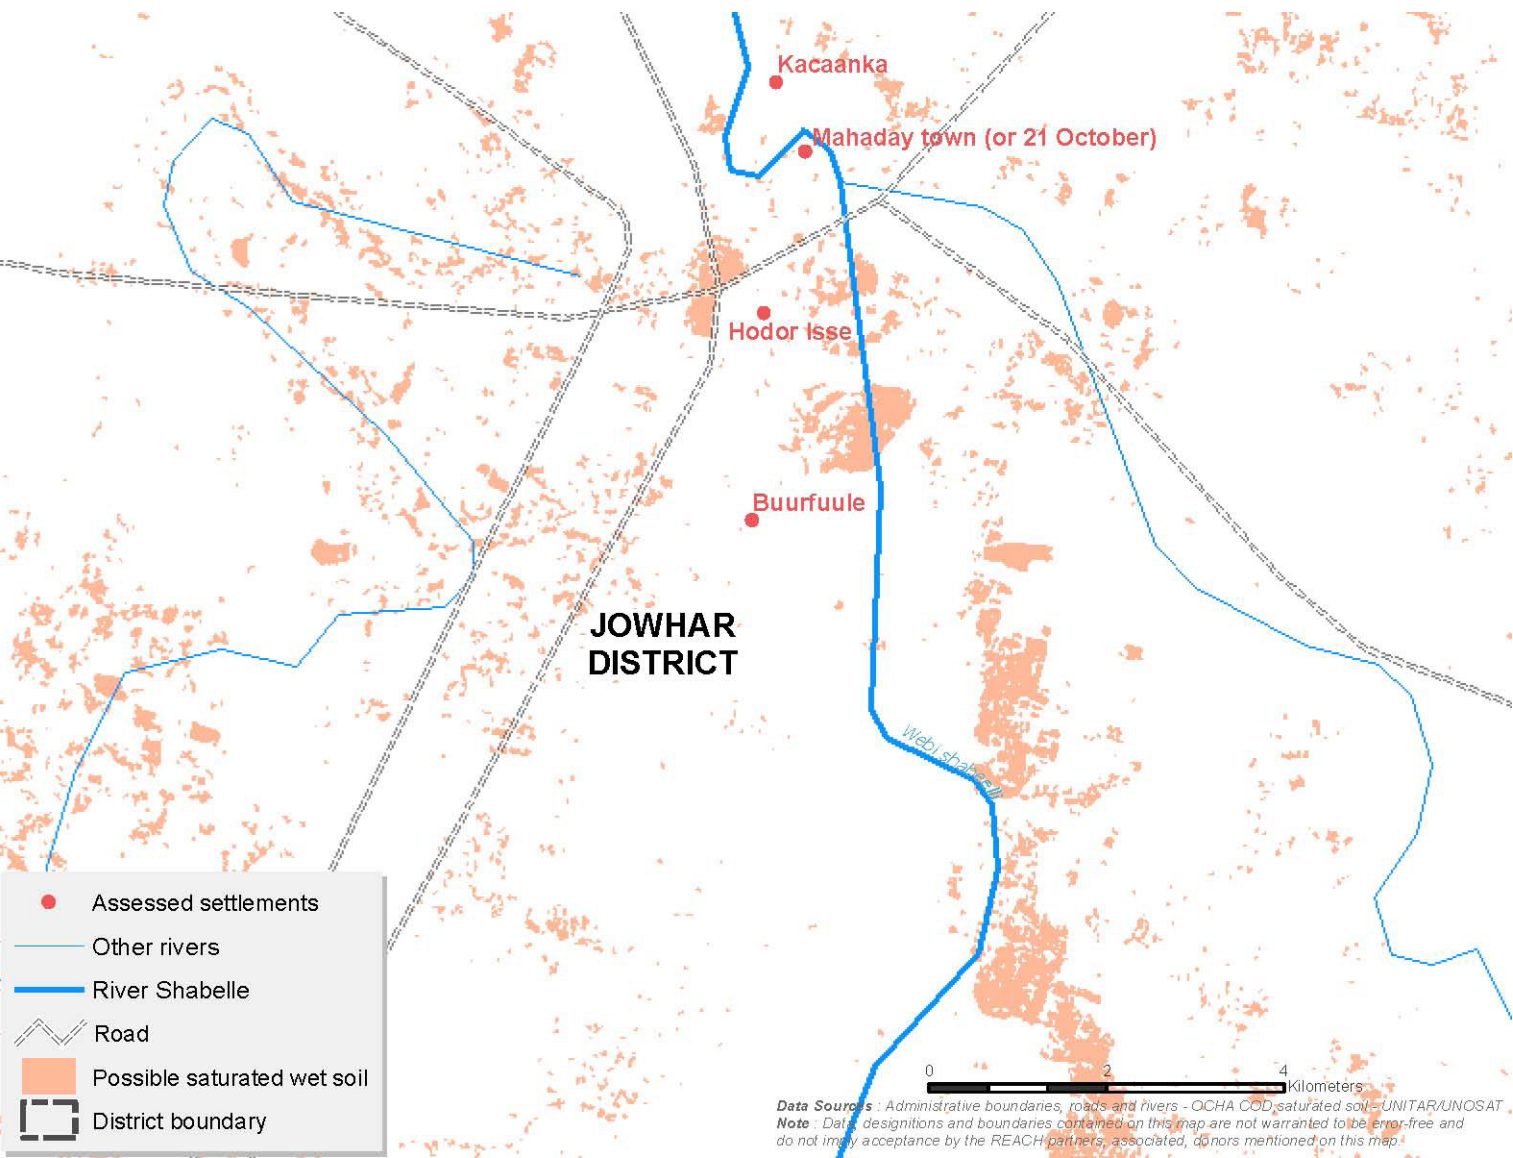 Kacaanka
Mahaday town (or 21 October)
Hodor Isse
Buurfuule
JOWHAR
DISTRICT
Webi shabelli
Assessed settlements
Other rivers
River Shabelle
Road
Possible saturated wet soil
District boundary
0 2 4
Kilometers
Data Sources : Administrative boundaries, roads and rivers - OCHA COD saturated soil - UNITAR/UNOSAT
Note : Data, designitions and boundaries contained on this map are not warranted to be error-free and
do not imply acceptance by the REACH partners, associated, donors mentioned on this map.